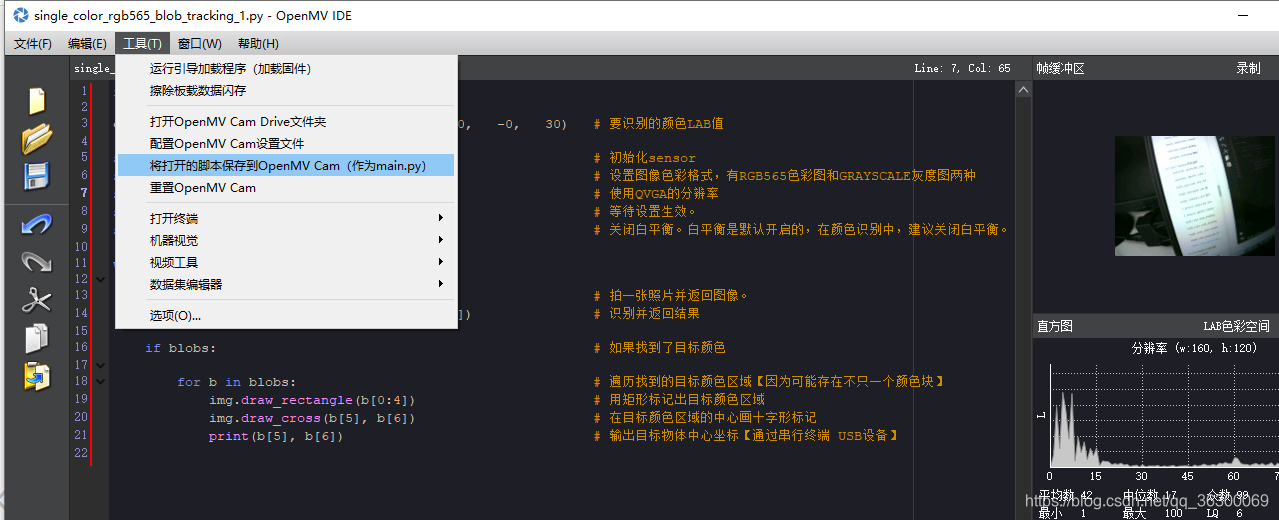 single_color_rgb565_blob_tracking_1.py - OpenMV IDE
文件(F) 编辑(E) 工具(T) 窗口(W) 帮助(H)
single_ Line: 7, Col: 65 帧缓冲区 录制
运行引导加载程序（加载固件）
擦除板载数据闪存
打开OpenMV Cam Drive文件夹
配置OpenMV Cam设置文件
将打开的脚本保存到OpenMV Cam（作为main.py）
重置OpenMV Cam
打开终端
机器视觉
视频工具
数据集编辑器
选项(O)...
1
2
3 0, -0, 30) # 要识别的颜色LAB值
4
5 # 初始化sensor
6 # 设置图像色彩格式，有RGB565色彩图和GRAYSCALE灰度图两种
7 # 使用QVGA的分辨率
8 # 等待设置生效。
9 # 关闭白平衡。白平衡是默认开启的，在颜色识别中，建议关闭白平衡。
10
11
12
13 # 拍一张照片并返回图像。
14 ]) # 识别并返回结果
15
16 if blobs: # 如果找到了目标颜色
17
18 for b in blobs: # 遍历找到的目标颜色区域【因为可能存在不只一个颜色块】
19 img.draw_rectangle(b[0:4]) # 用矩形标记出目标颜色区域
20 img.draw_cross(b[5], b[6]) # 在目标颜色区域的中心画十字形标记
21 print(b[5], b[6]) # 输出目标物体中心坐标【通过串行终端 USB设备】
22
直方图 LAB色彩空间
分辨率 (w:160, h:120)
L
0 15 30 45 60 7
平均数 42 中位数 17 众数 99
最小 1 最大 100 LQ 6
https://blog.csdn.net/qq_36300069